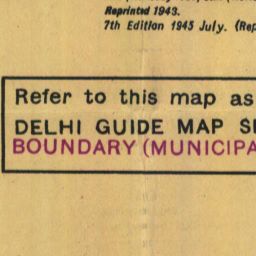 Reprinted 1943.
7th Edition 1945 July. (Rep
Refer to this map as
DELHI GUIDE MAP S
BOUNDARY (MUNICIPA